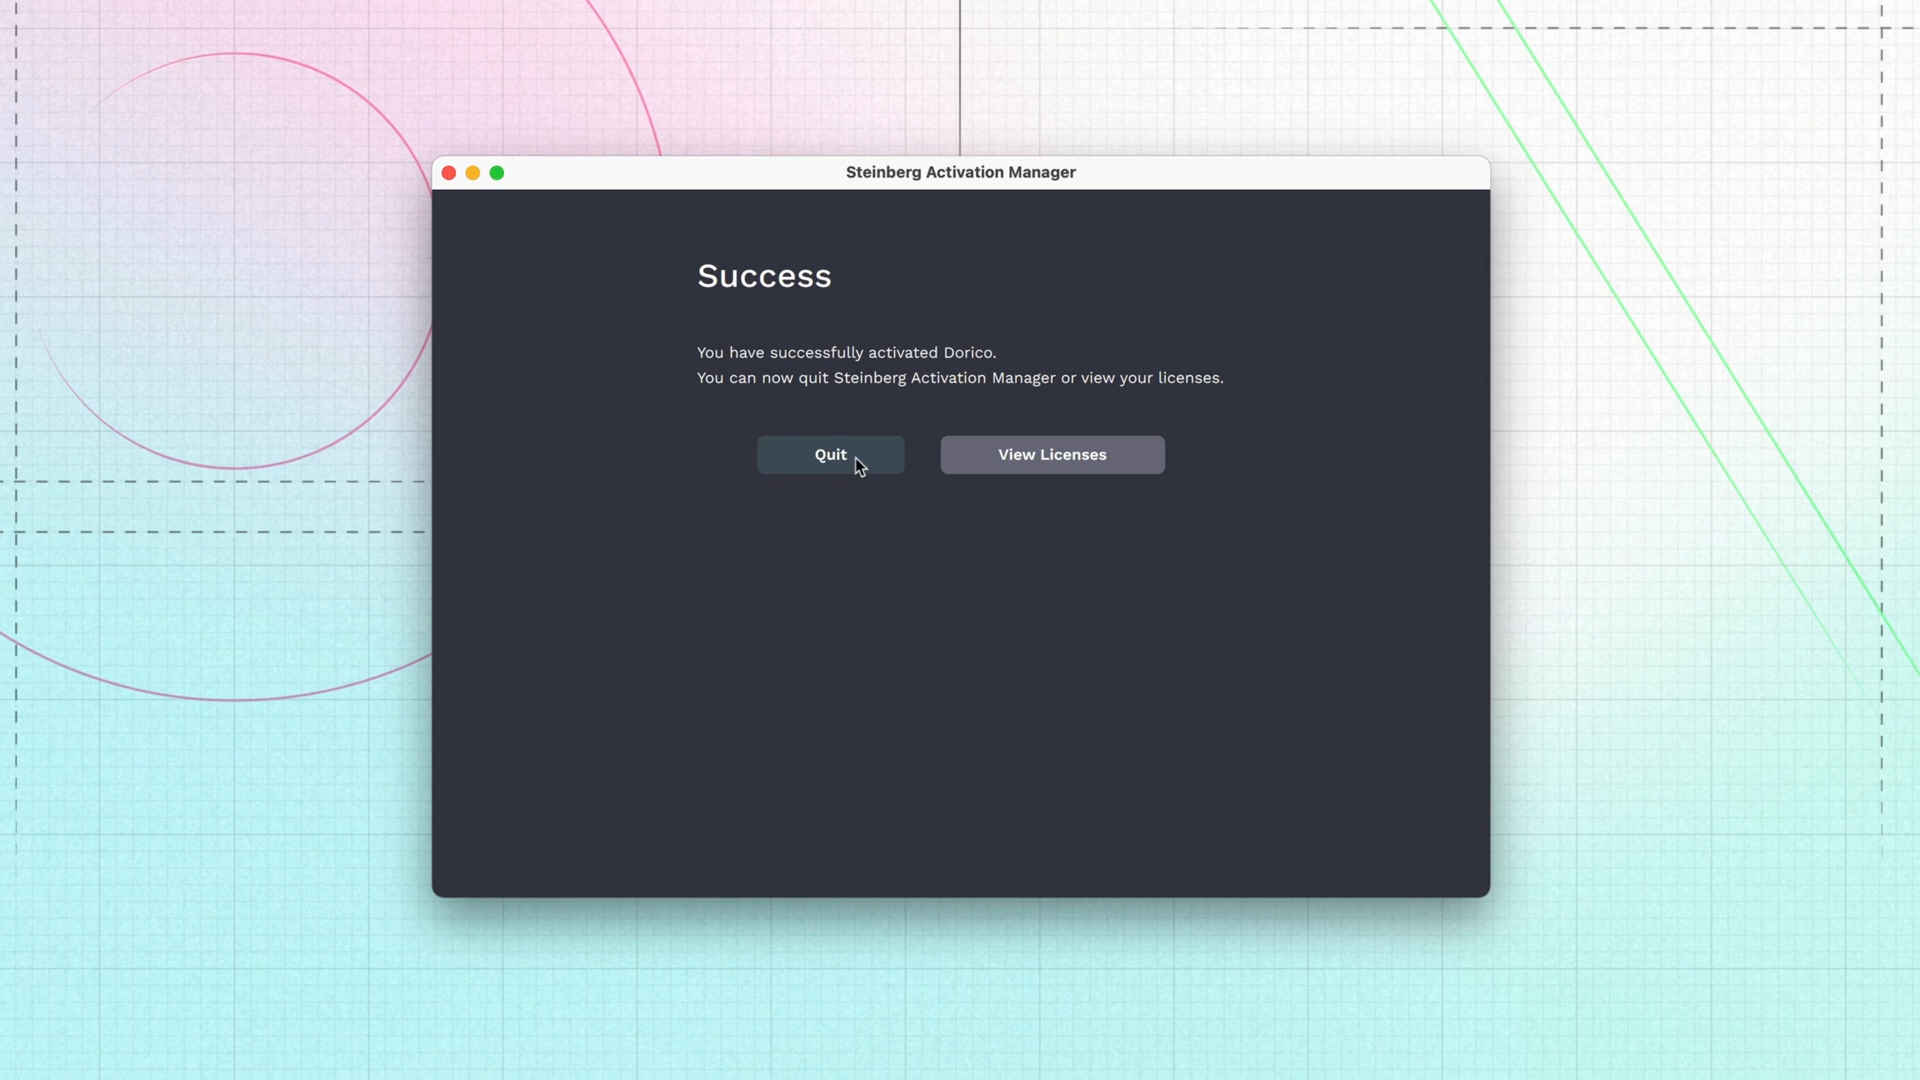 Steinberg Activation Manager
Success
You have successfully activated Dorico.
You can now quit Steinberg Activation Manager or view your licenses.
Quit
View Licenses